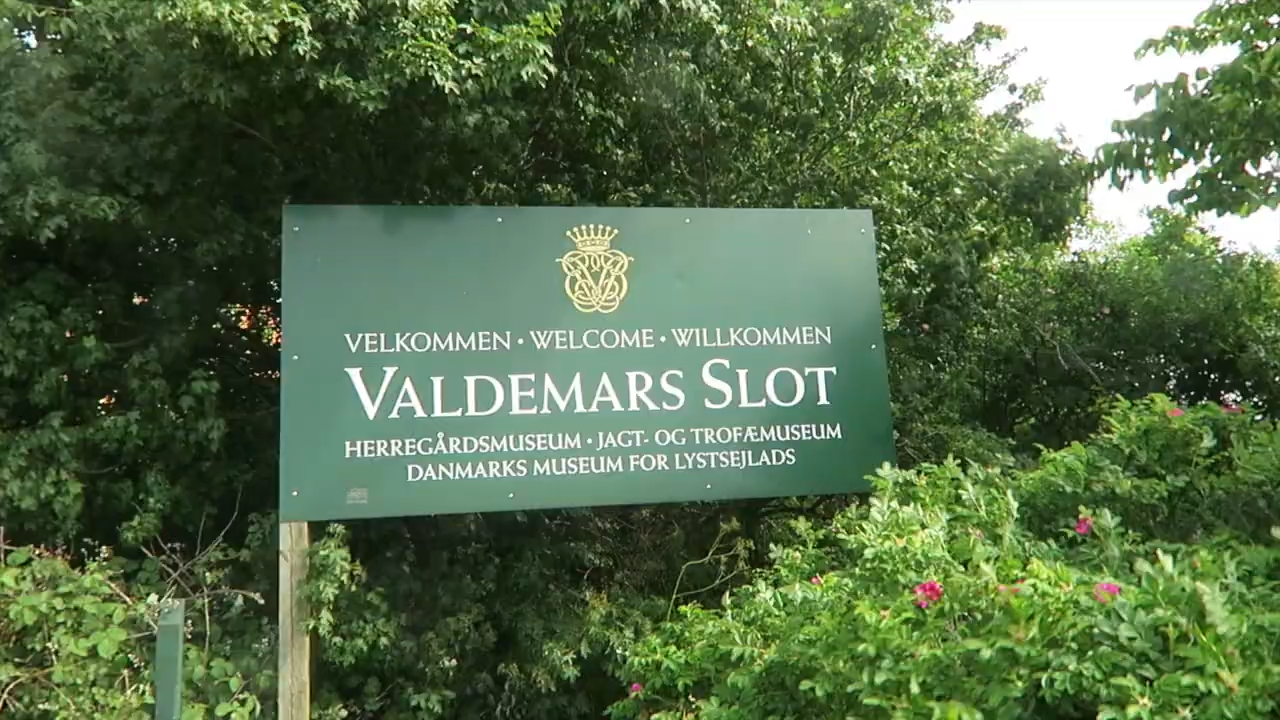 VELKOMMEN • WELCOME • WILLKOMMEN
VALDEMARS SLOT
HERREGÅRDSMUSEUM • JAGT- OG TROFÆMUSEUM
DANMARKS MUSEUM FOR LYSTSEJLADS